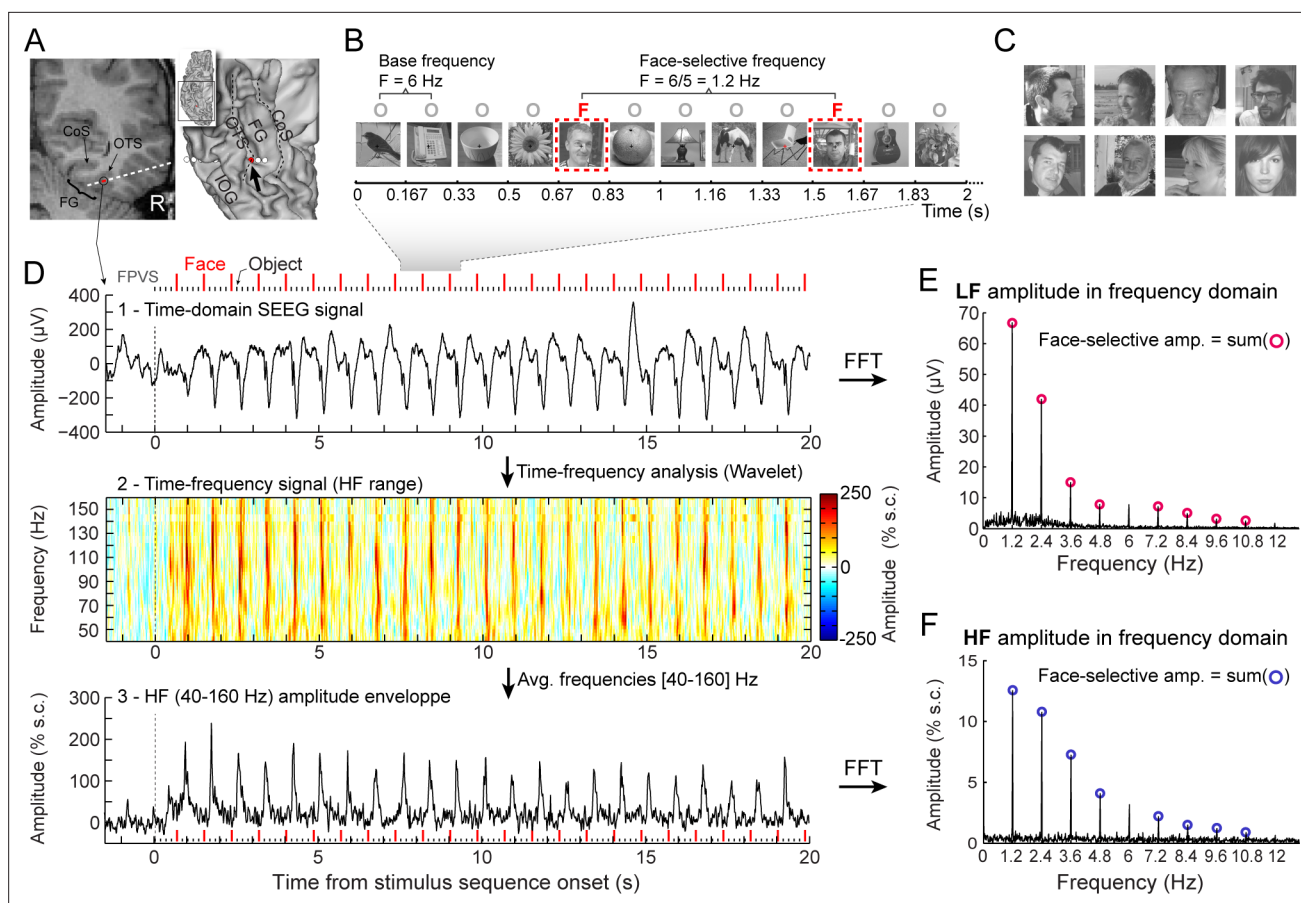 A
CoS
OTS
FG
R
OTS
FG
CoS
IOG
B
Base frequency
F = 6 Hz
Face-selective frequency
F = 6/5 = 1.2 Hz
O O O O F O O O O F O O
0 0.167 0.33 0.5 0.67 0.83 1 1.16 1.33 1.5 1.67 1.83 2
Time (s)
C
D
FPVS
Face
Object
1 - Time-domain SEEG signal
Amplitude (µV)
400
200
0
−200
−400
0 5 10 15 20
FFT
Time-frequency analysis (Wavelet)
2 - Time-frequency signal (HF range)
Frequency (Hz)
150
130
110
90
70
50
0 5 10 15 20
250
0
-250
Amplitude (% s.c.)
Avg. frequencies [40-160] Hz
3 - HF (40-160 Hz) amplitude enveloppe
Amplitude (% s.c.)
300
200
100
0
0 5 10 15 20
Time from stimulus sequence onset (s)
FFT
E
LF amplitude in frequency domain
Face-selective amp. = sum( )
Amplitude (µV)
70
60
50
40
30
20
10
0
0 1.2 2.4 3.6 4.8 6 7.2 8.4 9.6 10.8 12
Frequency (Hz)
F
HF amplitude in frequency domain
Face-selective amp. = sum( )
Amplitude (% s.c.)
15
10
5
0
0 1.2 2.4 3.6 4.8 6 7.2 8.4 9.6 10.8 12
Frequency (Hz)